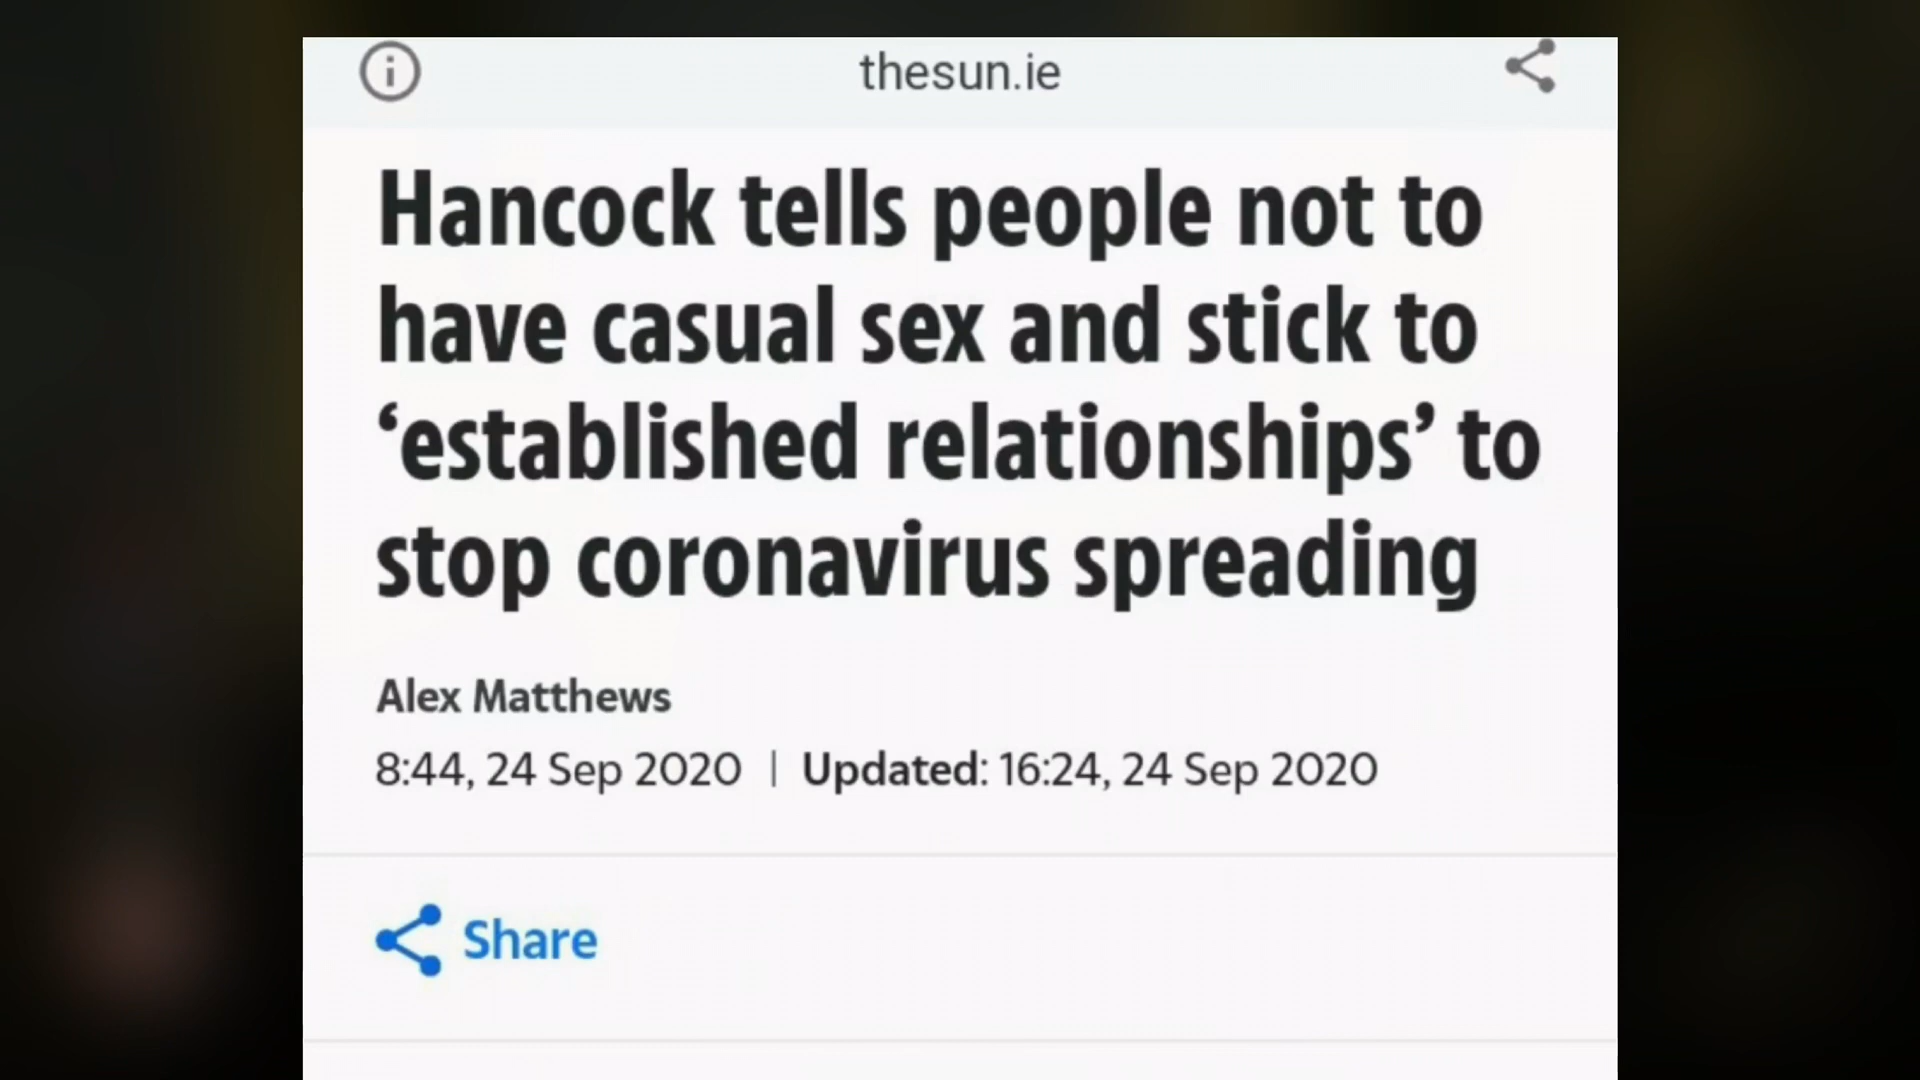 thesun.ie
Hancock tells people not to
have casual sex and stick to
‘established relationships’ to
stop coronavirus spreading
Alex Matthews
8:44, 24 Sep 2020 | Updated: 16:24, 24 Sep 2020
Share